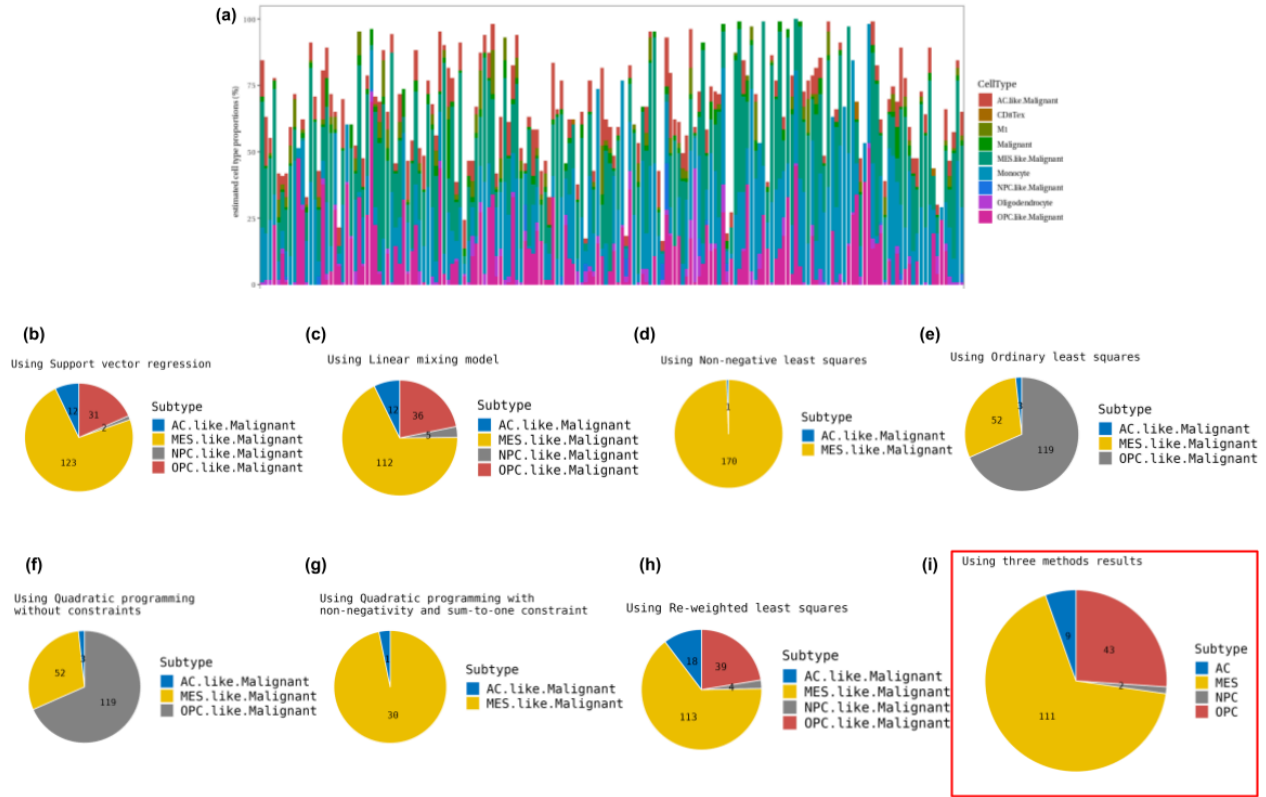 (a)
100
75
50
25
0
estimated cell type proportions (%)
CellType
AC.like.Malignant
CD8Tex
M1
Malignant
MES.like.Malignant
Monocyte
NPC.like.Malignant
Oligodendrocyte
OPC.like.Malignant
(b)
Using Support vector regression
12
31
2
123
Subtype
AC.like.Malignant
MES.like.Malignant
NPC.like.Malignant
OPC.like.Malignant
(c)
Using Linear mixing model
12
36
5
112
Subtype
AC.like.Malignant
MES.like.Malignant
NPC.like.Malignant
OPC.like.Malignant
(d)
Using Non-negative least squares
1
170
AC.like.Malignant
MES.like.Malignant
(e)
Using Ordinary least squares
3
52
119
Subtype
AC.like.Malignant
MES.like.Malignant
OPC.like.Malignant
(f)
Using Quadratic programming
without constraints
3
52
119
Subtype
AC.like.Malignant
MES.like.Malignant
OPC.like.Malignant
(g)
Using Quadratic programming with
non-negativity and sum-to-one constraint
1
30
Subtype
AC.like.Malignant
MES.like.Malignant
(h)
Using Re-weighted least squares
18
39
4
113
Subtype
AC.like.Malignant
MES.like.Malignant
NPC.like.Malignant
OPC.like.Malignant
(i)
Using three methods results
9
43
2
111
Subtype
AC
MES
NPC
OPC